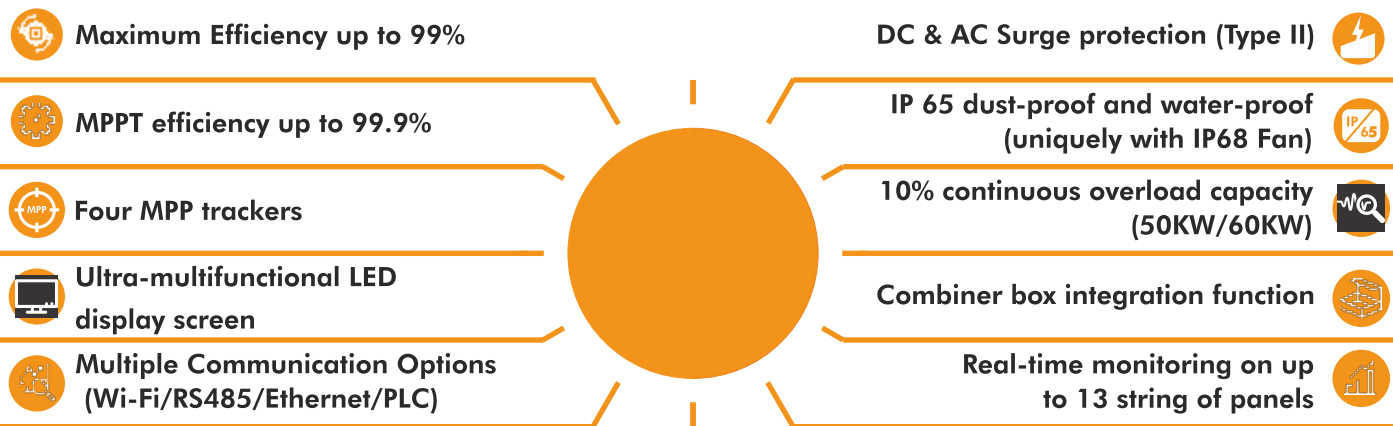 Maximum Efficiency up to 99%
MPPT efficiency up to 99.9%
MPP
Four MPP trackers
Ultra-multifunctional LED
display screen
Multiple Communication Options
(Wi-Fi/RS485/Ethernet/PLC)
DC & AC Surge protection (Type II)
IP 65 dust-proof and water-proof
(uniquely with IP68 Fan)
IP/65
10% continuous overload capacity
(50KW/60KW)
Combiner box integration function
Real-time monitoring on up
to 13 string of panels